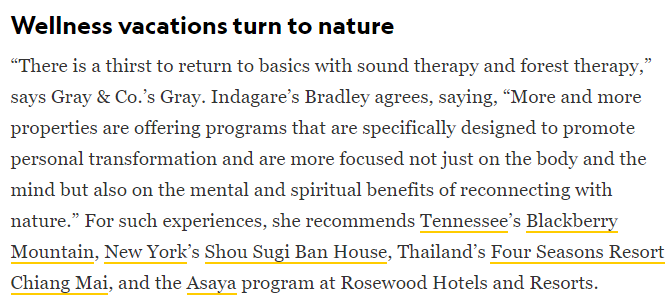 Wellness vacations turn to nature
“There is a thirst to return to basics with sound therapy and forest therapy,”
says Gray & Co.’s Gray. Indagare’s Bradley agrees, saying, “More and more
properties are offering programs that are specifically designed to promote
personal transformation and are more focused not just on the body and the
mind but also on the mental and spiritual benefits of reconnecting with
nature.” For such experiences, she recommends Tennessee’s Blackberry
Mountain, New York’s Shou Sugi Ban House, Thailand’s Four Seasons Resort
Chiang Mai, and the Asaya program at Rosewood Hotels and Resorts.